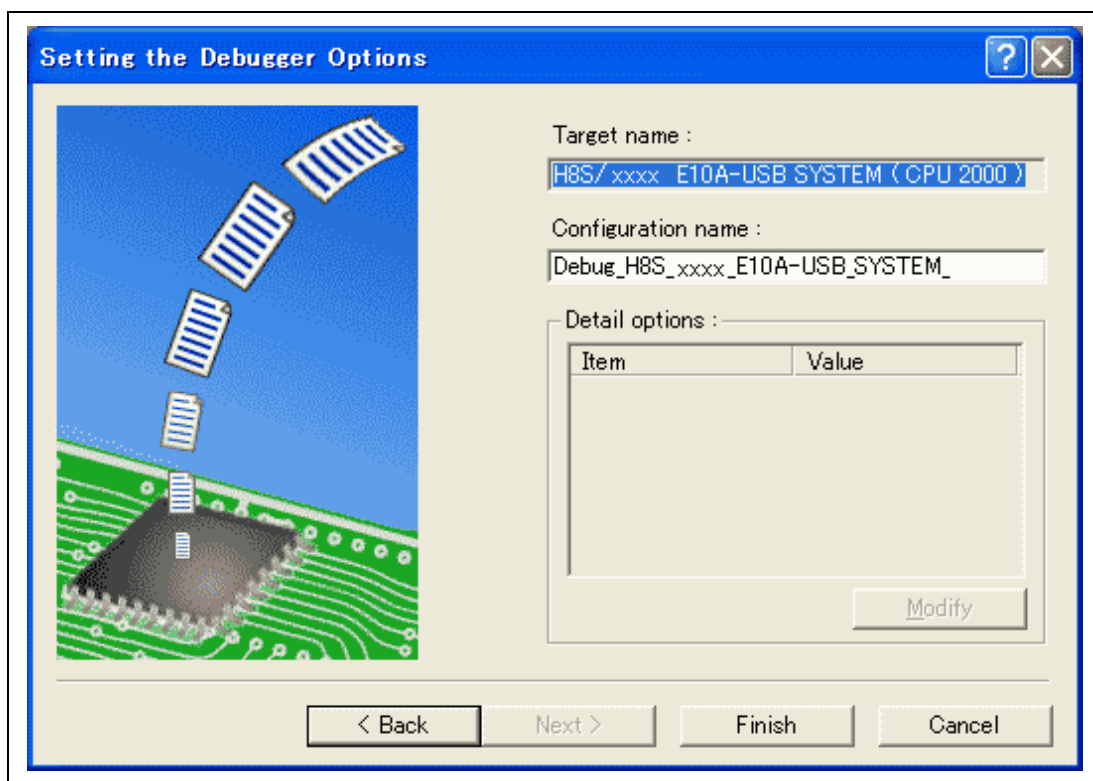 Setting the Debugger Options
Target name :
H8S/ xxxx E10A-USB SYSTEM ( CPU 2000 )
Configuration name :
Debug_H8S_xxxx_E10A-USB_SYSTEM_
Detail options :
Item Value
Modify
< Back Next > Finish Cancel